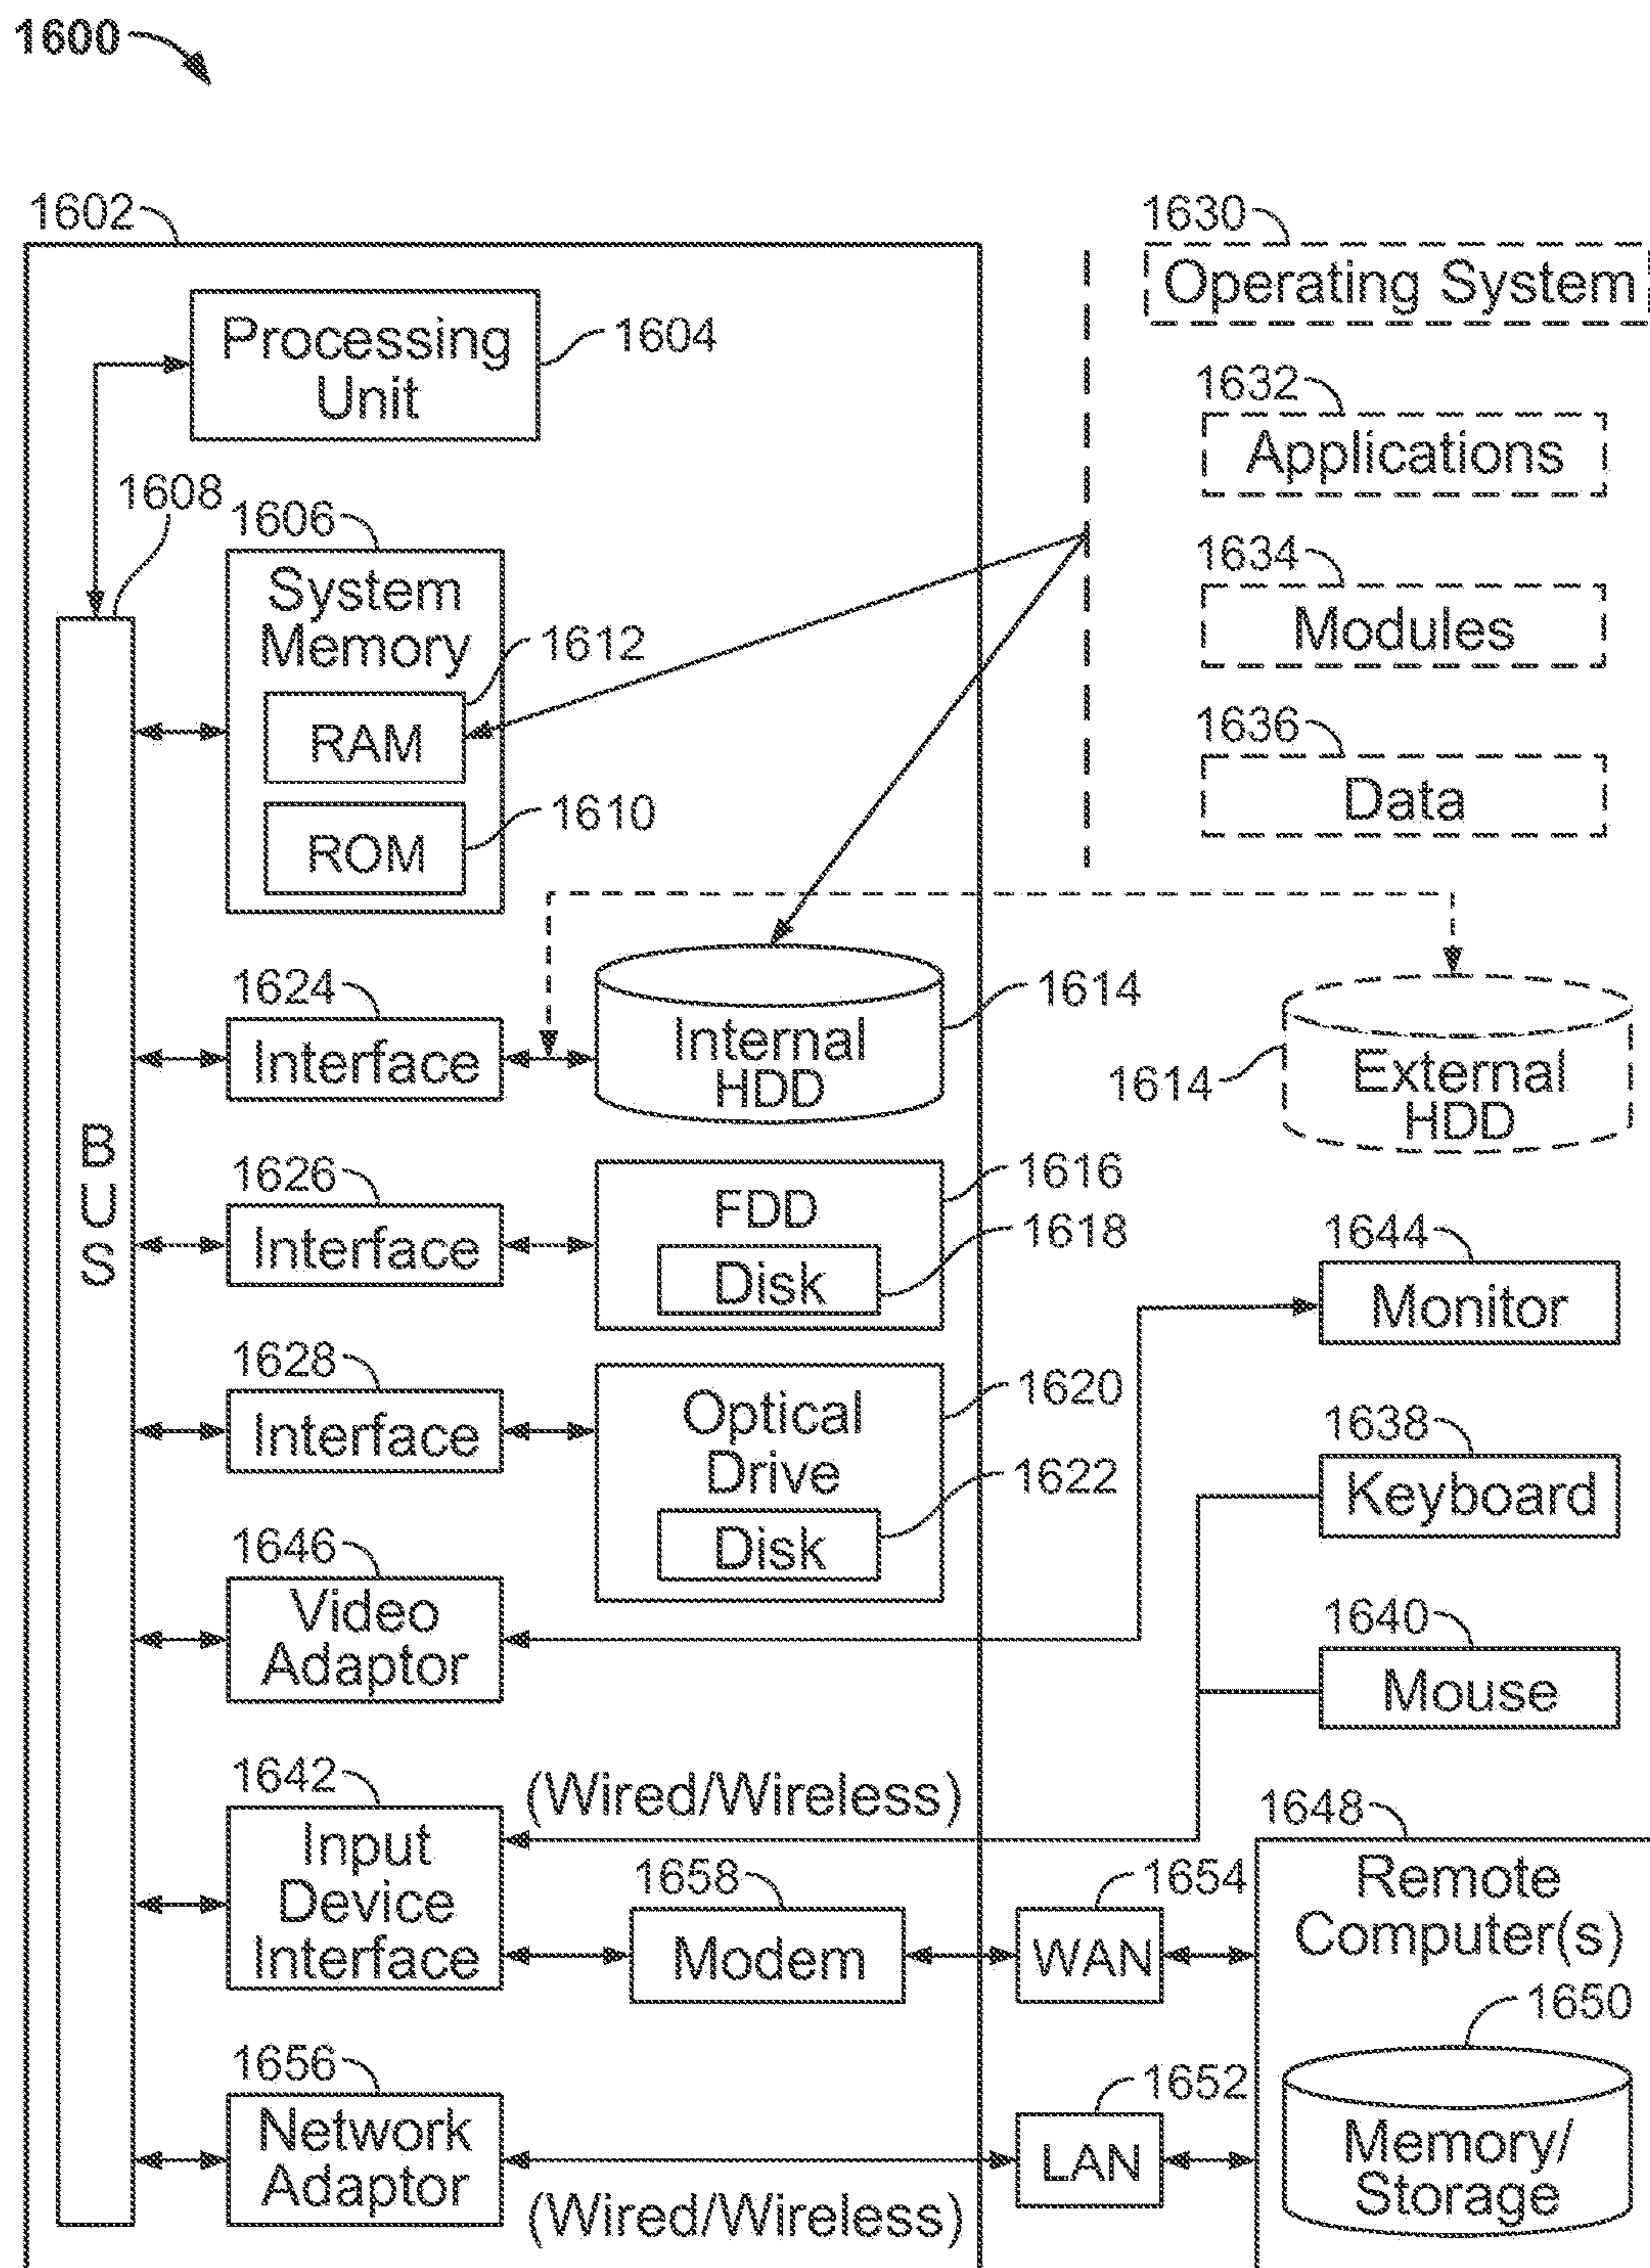 1600
1602
1630
Operating System
Processing
Unit
1604
1632
Applications
1608
1606
System
Memory
1612
RAM
1610
ROM
1634
Modules
1636
Data
1624
Interface
Internal
HDD
1614
External
HDD
1614
BUS
1626
Interface
FDD
1616
Disk
1618
1644
Monitor
1628
Interface
Optical
Drive
1620
Disk
1622
1638
Keyboard
1646
Video
Adaptor
1640
Mouse
1642
Input
Device
Interface
(Wired/Wireless)
1658
Modem
1654
WAN
1648
Remote
Computer(s)
1650
Memory/
Storage
1656
Network
Adaptor
(Wired/Wireless)
1652
LAN